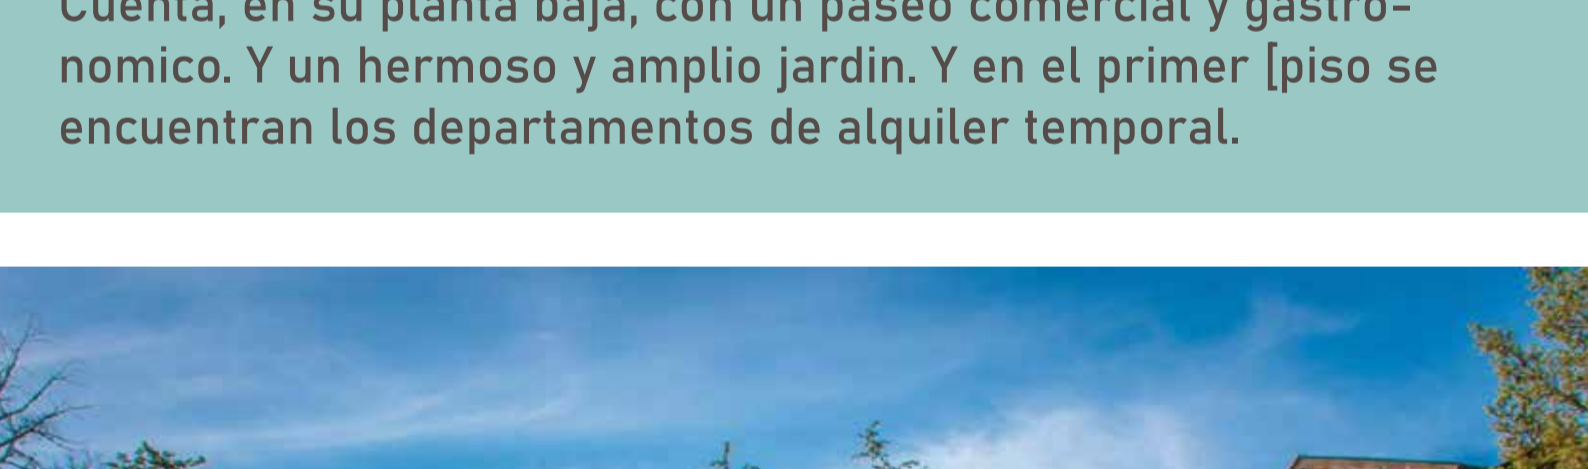 Cuenta, en su planta baja, con un paseo comercial y gastro-
nomico. Y un hermoso y amplio jardin. Y en el primer [piso se
encuentran los departamentos de alquiler temporal.